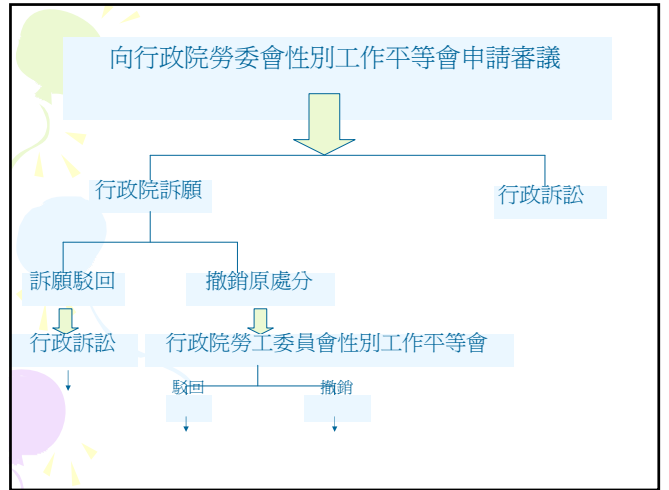 向行政院勞委會性別工作平等會申請審議
行政院訴願
行政訴訟
訴願駁回
撤銷原處分
行政訴訟
行政院勞工委員會性別工作平等會
駁回
撤銷